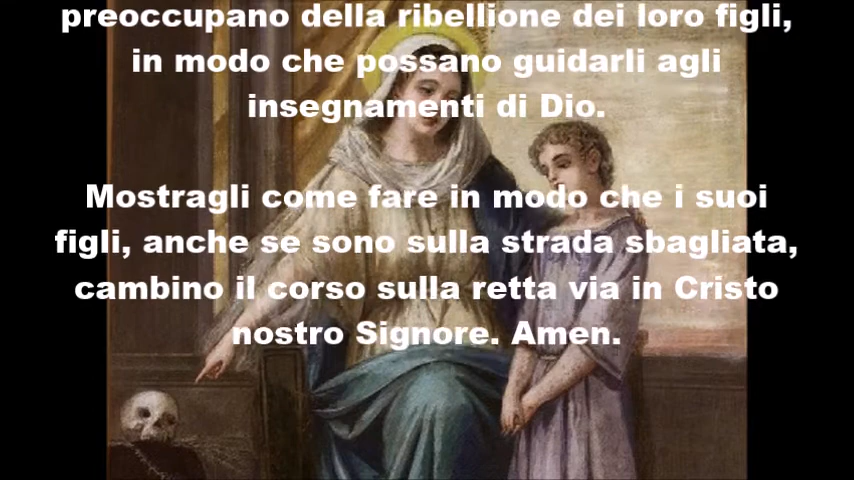 preoccupano della ribellione dei loro figli,
in modo che possano guidarli agli
insegnamenti di Dio.
Mostragli come fare in modo che i suoi
figli, anche se sono sulla strada sbagliata,
cambino il corso sulla retta via in Cristo
nostro Signore. Amen.